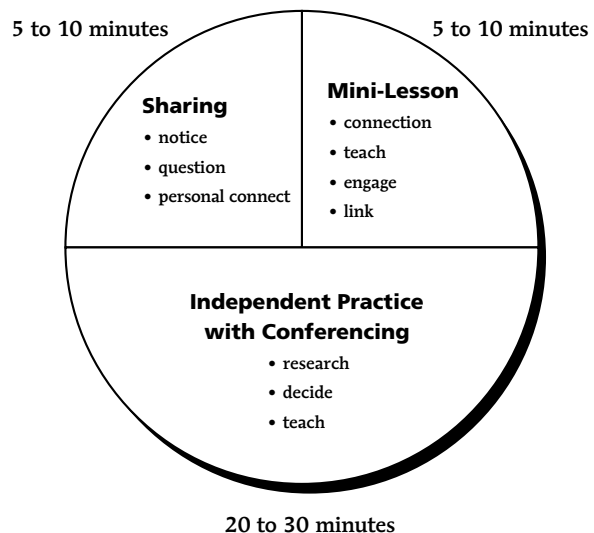 5 to 10 minutes
Sharing
• notice
• question
• personal connect
5 to 10 minutes
Mini-Lesson
• connection
• teach
• engage
• link
Independent Practice
with Conferencing
• research
• decide
• teach
20 to 30 minutes